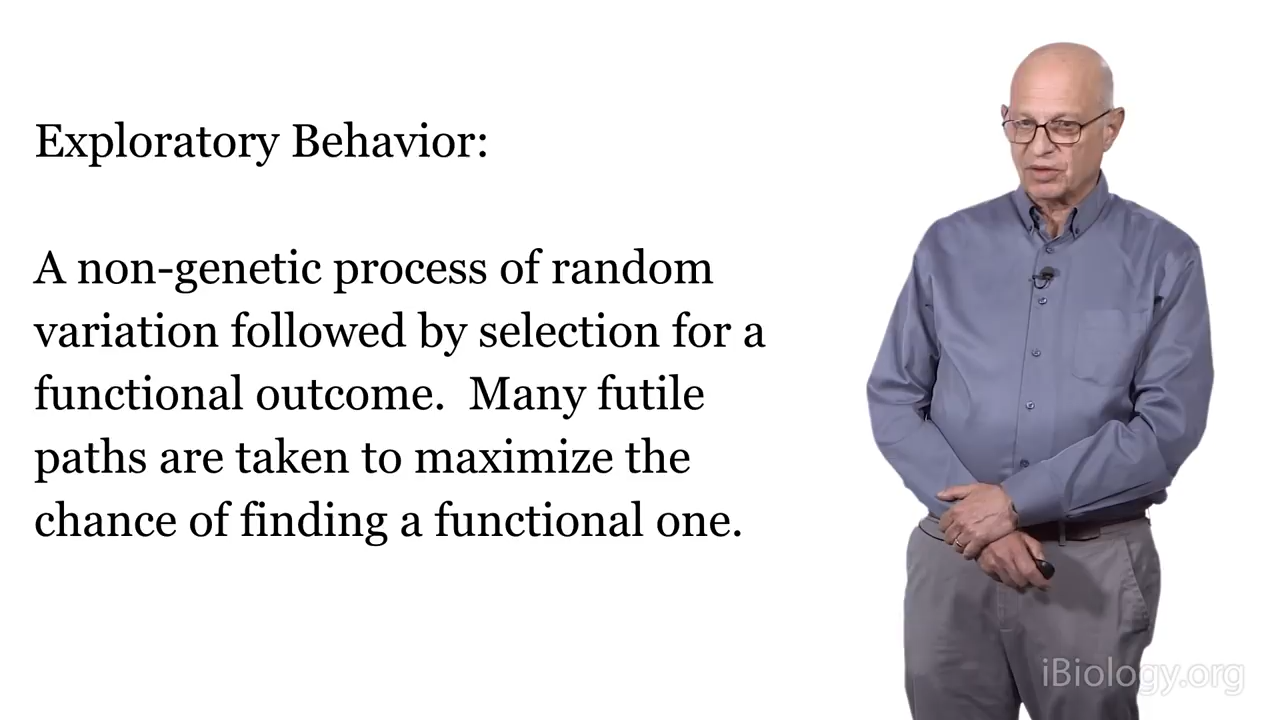 Exploratory Behavior:
A non-genetic process of random
variation followed by selection for a
functional outcome.  Many futile
paths are taken to maximize the
chance of finding a functional one.
iBiology.org